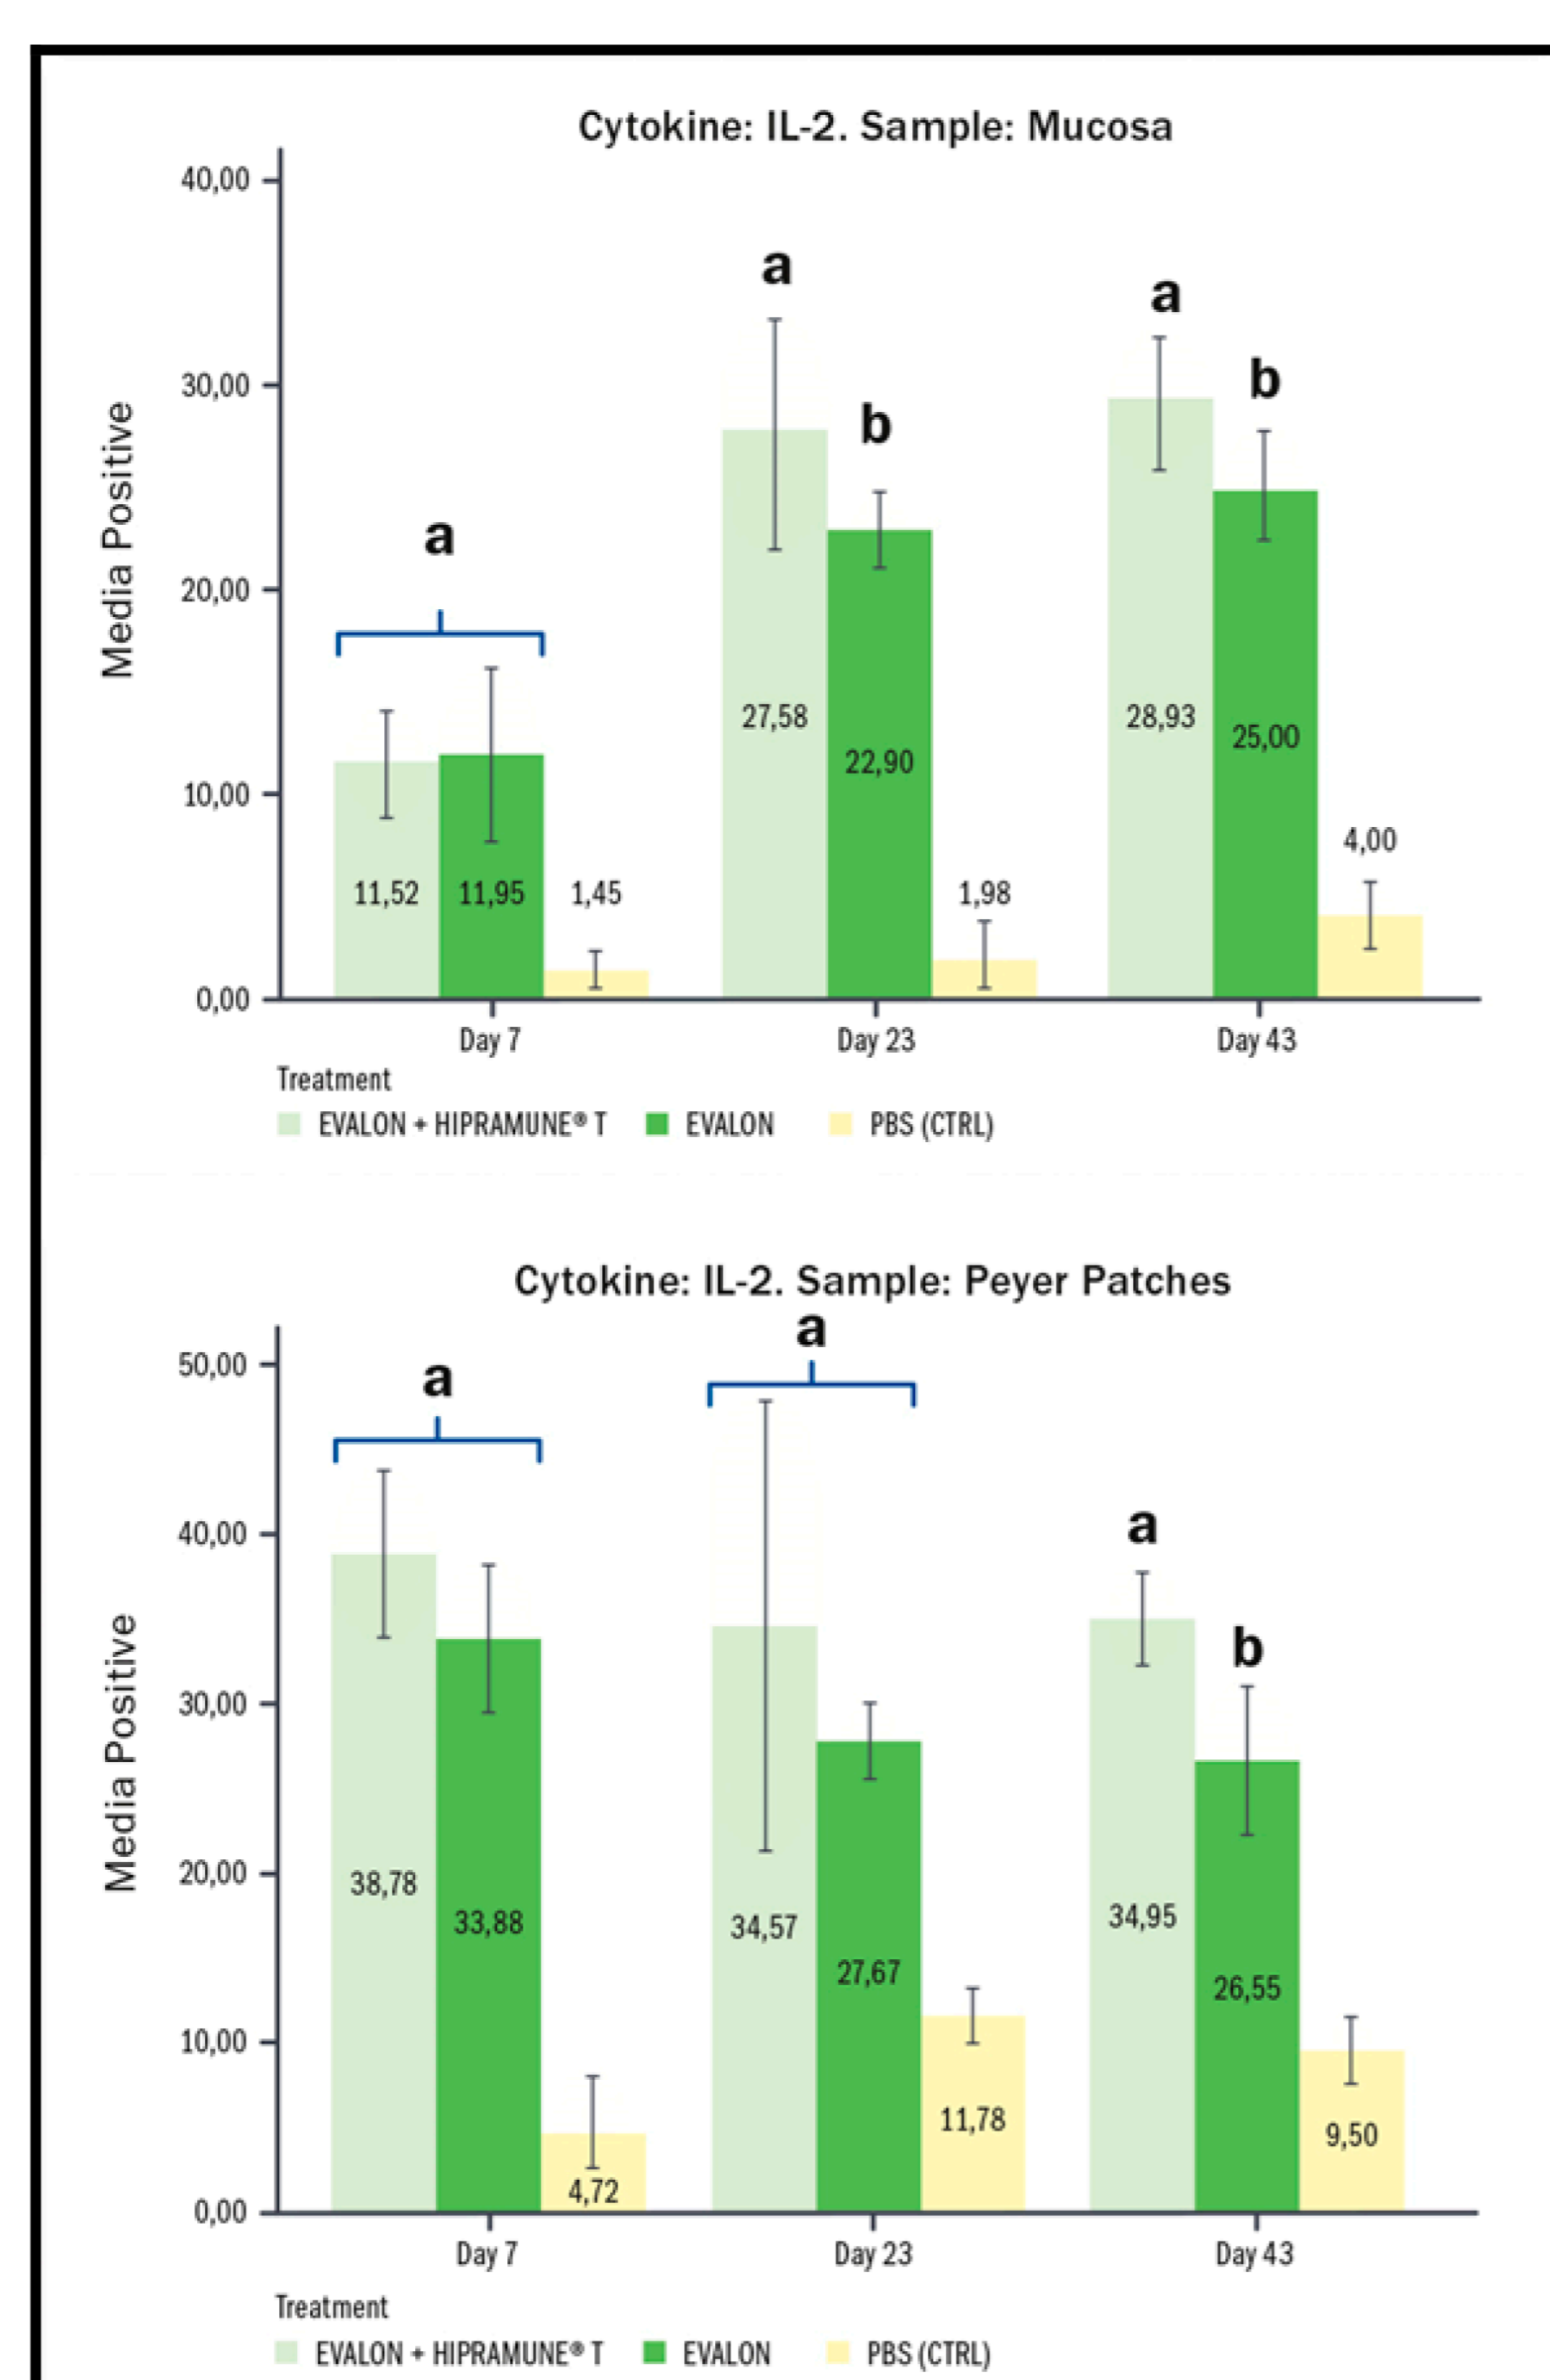 Cytokine: IL-2. Sample: Mucosa
40,00
30,00
20,00
10,00
0,00
Media Positive
a
a
b
a
b
11,52
11,95
1,45
27,58
22,90
1,98
28,93
25,00
4,00
Day 7
Day 23
Day 43
Treatment
EVALON + HIPRAMUNE® T
EVALON
PBS (CTRL)
Cytokine: IL-2. Sample: Peyer Patches
50,00
40,00
30,00
20,00
10,00
0,00
Media Positive
a
a
a
b
38,78
33,88
4,72
34,57
27,67
11,78
34,95
26,55
9,50
Day 7
Day 23
Day 43
Treatment
EVALON + HIPRAMUNE® T
EVALON
PBS (CTRL)